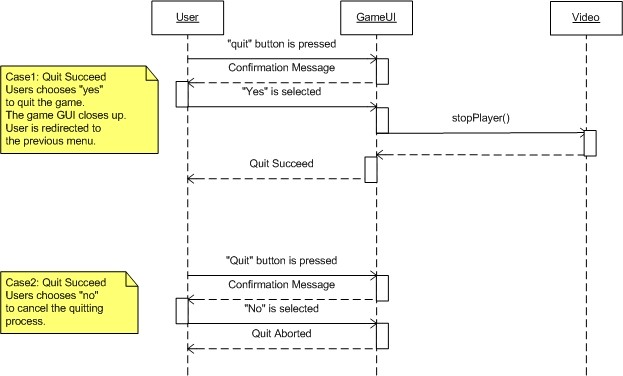 User
GameUI
Video
"quit" button is pressed
Confirmation Message
Case1: Quit Succeed
Users chooses "yes"
to quit the game.
The game GUI closes up.
User is redirected to
the previous menu.
"Yes" is selected
stopPlayer()
Quit Succeed
"Quit" button is pressed
Confirmation Message
Case2: Quit Succeed
Users chooses "no"
to cancel the quitting
process.
"No" is selected
Quit Aborted